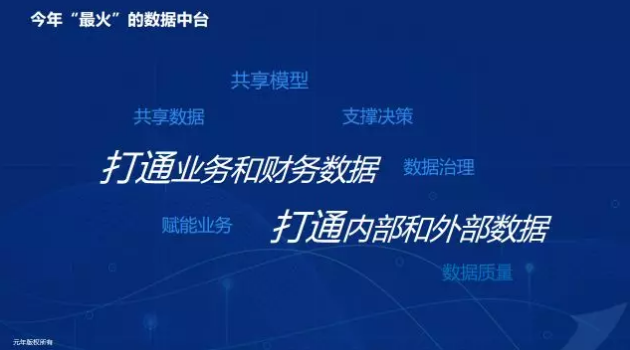 今年“最火”的数据中台
共享模型
共享数据
支撑决策
打通业务和财务数据
数据治理
赋能业务
打通内部和外部数据
数据质量
元年版权所有